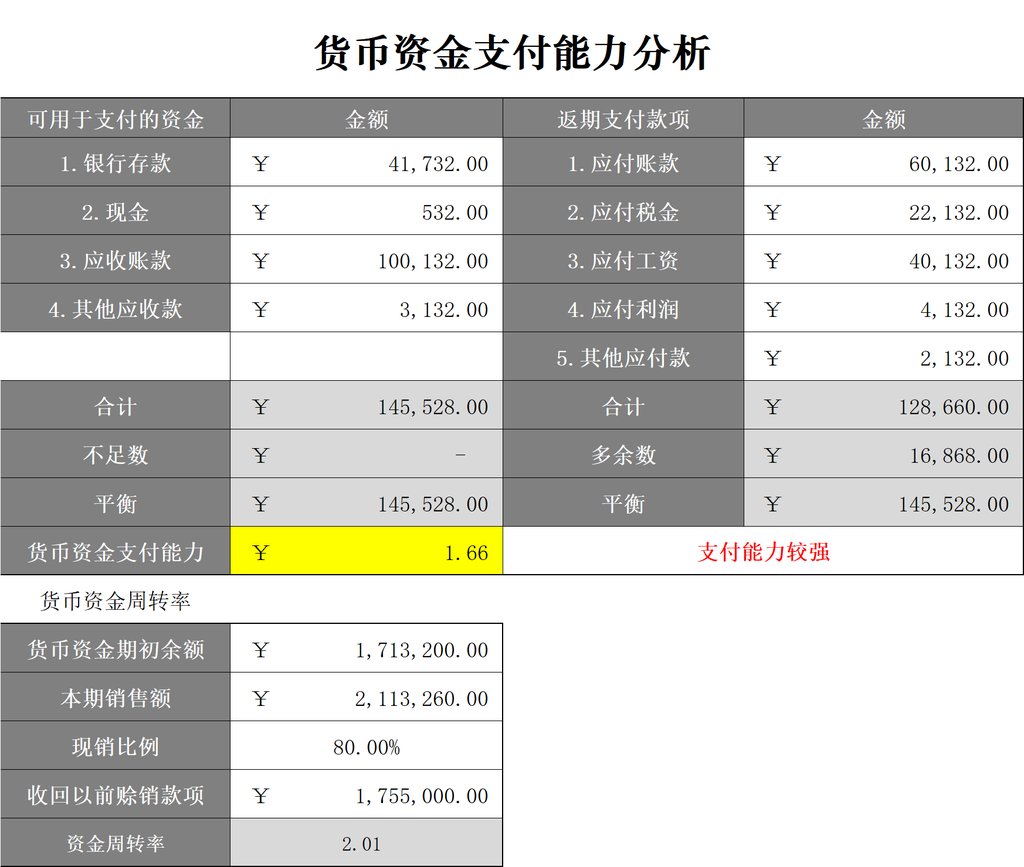 货币资金支付能力分析
可用于支付的资金 金额 返期支付款项 金额
1.银行存款 ￥ 41,732.00 1.应付账款 ￥ 60,132.00
2.现金 ￥ 532.00 2.应付税金 ￥ 22,132.00
3.应收账款 ￥ 100,132.00 3.应付工资 ￥ 40,132.00
4.其他应收款 ￥ 3,132.00 4.应付利润 ￥ 4,132.00
5.其他应付款 ￥ 2,132.00
合计 ￥ 145,528.00 合计 ￥ 128,660.00
不足数 ￥ - 多余数 ￥ 16,868.00
平衡 ￥ 145,528.00 平衡 ￥ 145,528.00
货币资金支付能力 ￥ 1.66 支付能力较强
货币资金周转率
货币资金期初余额 ￥ 1,713,200.00
本期销售额 ￥ 2,113,260.00
现销比例 80.00%
收回以前赊销款项 ￥ 1,755,000.00
资金周转率 2.01